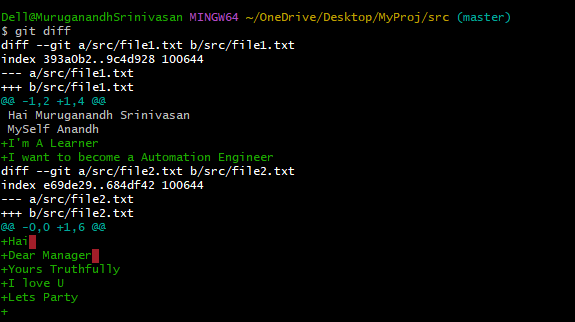 Dell@MuruganandhSrinivasan MINGW64 ~/OneDrive/Desktop/MyProj/src (master)
$ git diff
diff --git a/src/file1.txt b/src/file1.txt
index 393a0b2..9c4d928 100644
--- a/src/file1.txt
+++ b/src/file1.txt
@@ -1,2 +1,4 @@
 Hai Muruganandh Srinivasan
 MySelf Anandh
+I'm A Learner
+I want to become a Automation Engineer
diff --git a/src/file2.txt b/src/file2.txt
index e69de29..684df42 100644
--- a/src/file2.txt
+++ b/src/file2.txt
@@ -0,0 +1,6 @@
+Hai
+Dear Manager
+Yours Truthfully
+I love U
+Lets Party
+